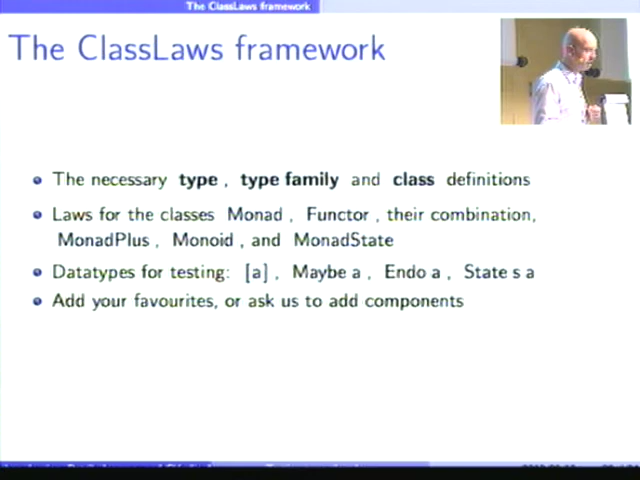 The ClassLaws framework
The ClassLaws framework
The necessary type , type family and class definitions
Laws for the classes Monad , Functor , their combination,
MonadPlus , Monoid , and MonadState
Datatypes for testing: [a] , Maybe a , Endo a , State s a
Add your favourites, or ask us to add components